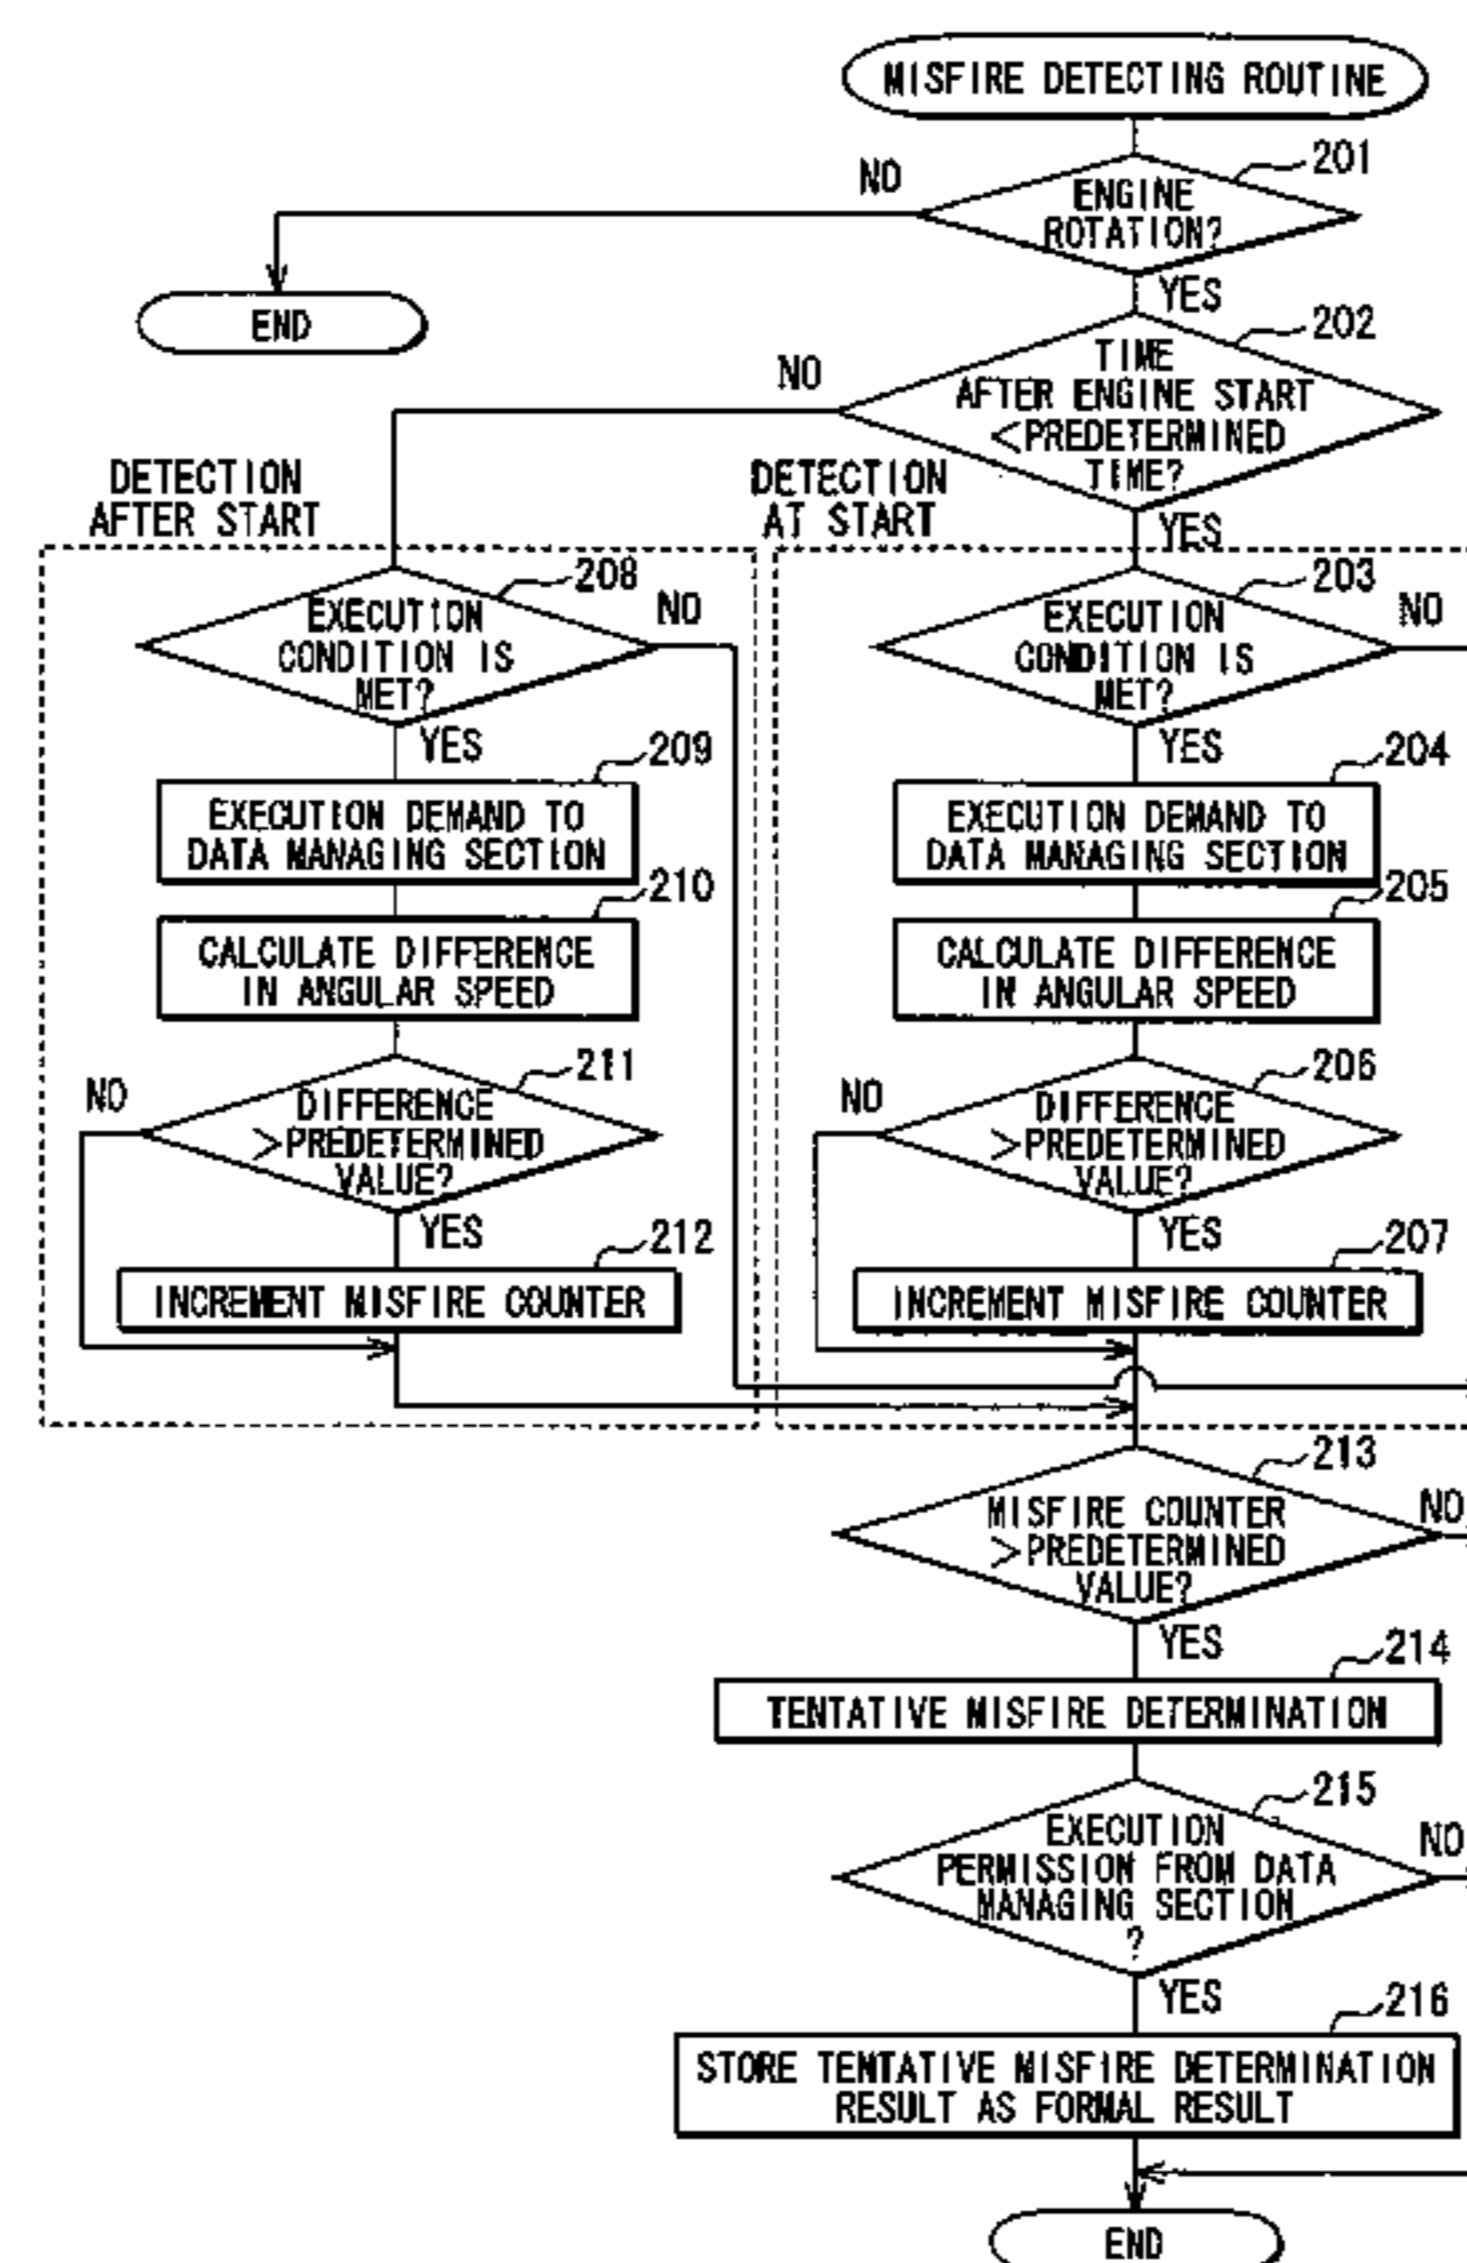 MISFIRE DETECTING ROUTINE
201
NO
ENGINE
ROTATION?
YES
END
202
NO
TIME
AFTER ENGINE START
<PREDETERMINED
TIME?
YES
DETECTION
AFTER START
DETECTION
AT START
208
EXECUTION
CONDITION IS
MET?
NO
YES
203
EXECUTION
CONDITION IS
MET?
NO
YES
209
EXECUTION DEMAND TO
DATA MANAGING SECTION
204
EXECUTION DEMAND TO
DATA MANAGING SECTION
210
CALCULATE DIFFERENCE
IN ANGULAR SPEED
205
CALCULATE DIFFERENCE
IN ANGULAR SPEED
211
NO
DIFFERENCE
>PREDETERMINED
VALUE?
YES
206
NO
DIFFERENCE
>PREDETERMINED
VALUE?
YES
212
INCREMENT MISFIRE COUNTER
207
INCREMENT MISFIRE COUNTER
213
MISFIRE COUNTER
>PREDETERMINED
VALUE?
NO
YES
214
TENTATIVE MISFIRE DETERMINATION
215
EXECUTION
PERMISSION FROM DATA
MANAGING SECTION
?
NO
YES
216
STORE TENTATIVE MISFIRE DETERMINATION
RESULT AS FORMAL RESULT
END